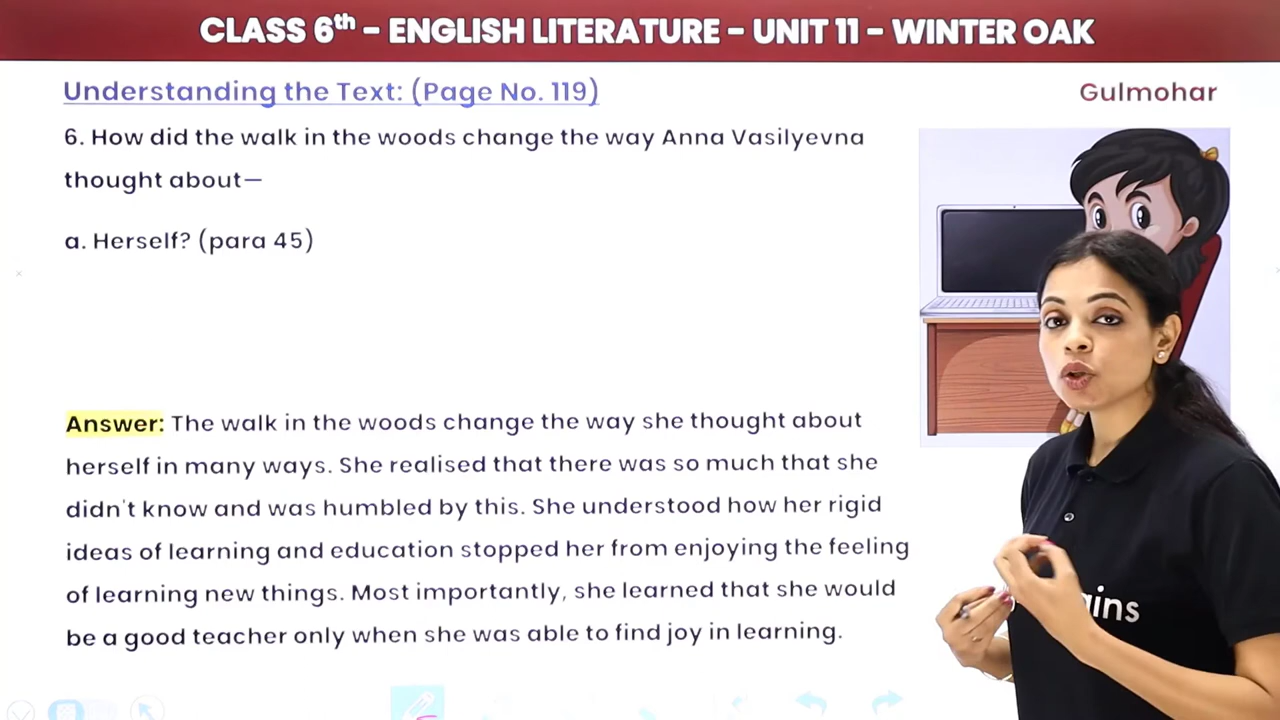 CLASS 6th - ENGLISH LITERATURE - UNIT 11 - WINTER OAK
Understanding the Text: (Page No. 119)
Gulmohar
6. How did the walk in the woods change the way Anna Vasilyevna
thought about—
a. Herself? (para 45)
Answer: The walk in the woods change the way she thought about
herself in many ways. She realised that there was so much that she
didn't know and was humbled by this. She understood how her rigid
ideas of learning and education stopped her from enjoying the feeling
of learning new things. Most importantly, she learned that she would
be a good teacher only when she was able to find joy in learning.